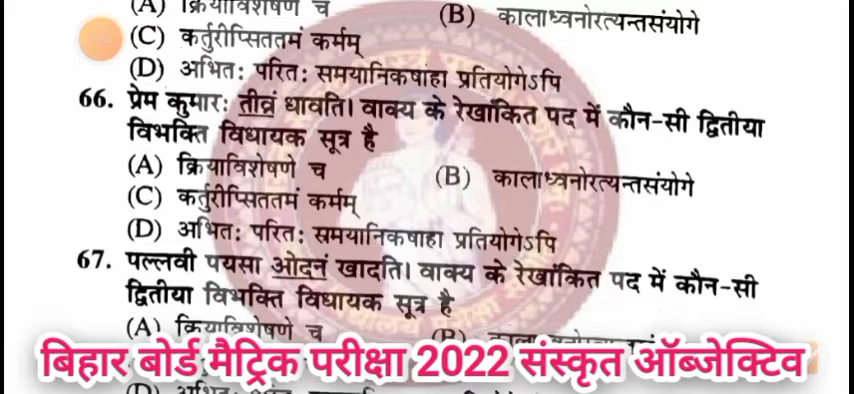 (A) क्रियाविशेषणे च (B) कालाध्वनोरत्यन्तसंयोगे
(C) कर्तुरीप्सिततमं कर्मम्
(D) अभितः परितः समयानिकषाहा प्रतियोगेऽपि
66. प्रेम कुमारः तीव्रं धावति। वाक्य के रेखांकित पद में कौन-सी द्वितीया
विभक्ति विधायक सूत्र है
(A) क्रियाविशेषणे च (B) कालाध्वनोरत्यन्तसंयोगे
(C) कर्तुरीप्सिततमं कर्मम्
(D) अभितः परितः समयानिकषाहा प्रतियोगेऽपि
67. पल्लवी पयसा ओदनं खादति। वाक्य के रेखांकित पद में कौन-सी
द्वितीया विभक्ति विधायक सूत्र है
(A) क्रियाविशेषणे च (B)
बिहार बोर्ड मैट्रिक परीक्षा 2022 संस्कृत ऑब्जेक्टिव
(D)